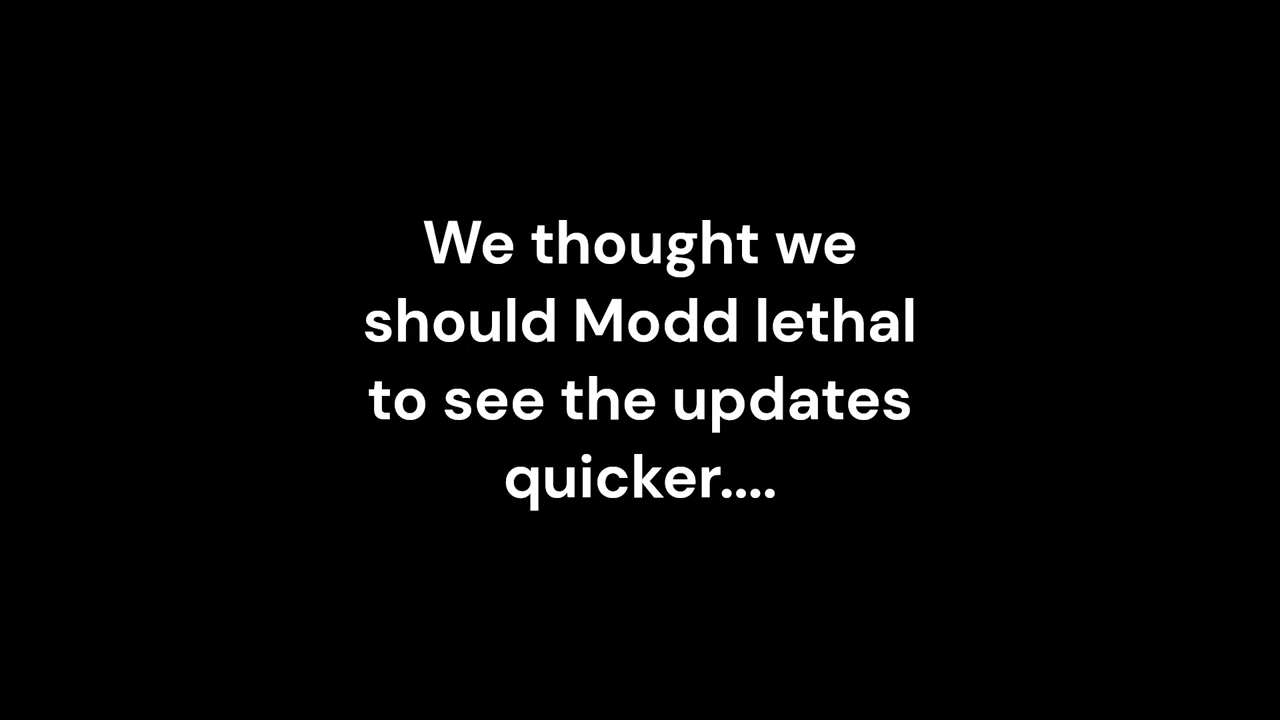 We thought we
should Modd lethal
to see the updates
quicker....